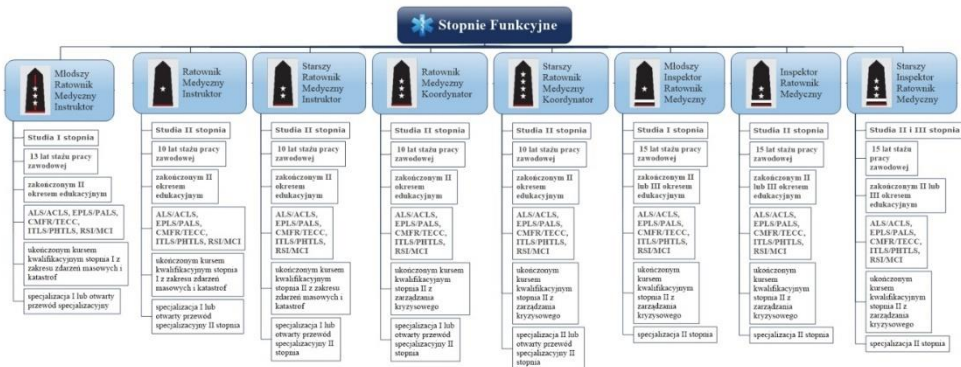 Stopnie Funkcyjne
Młodszy
Ratownik
Medyczny
Instruktor
Studia I stopnia
13 lat stażu pracy
zawodowej
zakończonym II
okresem edukacyjnym
ALS/ACLS, EPLS/PALS,
CMFR/TECC,
ITLS/PHTLS, RSI/MCI
ukończonym kursem
kwalifikacyjnym stopnia I z
zakresu zdarzeń masowych i
katastrof
specjalizacja I lub otwarty
przewód specjalizacyjny
Ratownik
Medyczny
Instruktor
Studia II stopnia
10 lat stażu pracy
zawodowej
zakończonym II
okresem edukacyjnym
ALS/ACLS,
EPLS/PALS,
CMFR/TECC,
ITLS/PHTLS, RSI/MCI
ukończonym kursem
kwalifikacyjnym stopnia
I z zakresu zdarzeń
masowych i katastrof
specjalizacja I lub
otwarty przewód
specjalizacyjny II stopnia
Starszy
Ratownik
Medyczny
Instruktor
Studia II stopnia
10 lat stażu pracy
zawodowej
zakończonym II
okresem
edukacyjnym
ALS/ACLS,
EPLS/PALS,
CMFR/TECC,
ITLS/PHTLS,
RSI/MCI
ukończonym kursem
kwalifikacyjnym
stopnia II z zakresu
zdarzeń masowych i
katastrof
specjalizacja I lub
otwarty przewód
specjalizacyjny II
stopnia
Ratownik
Medyczny
Koordynator
Studia II stopnia
10 lat stażu pracy
zawodowej
zakończonym II
okresem
edukacyjnym
ALS/ACLS,
EPLS/PALS,
CMFR/TECC,
ITLS/PHTLS,
RSI/MCI
ukończonym kursem
kwalifikacyjnym
stopnia II z
zarządzania
kryzysowego
specjalizacja I lub
otwarty przewód
specjalizacyjny II
stopnia
Starszy
Ratownik
Medyczny
Koordynator
Studia II stopnia
10 lat stażu pracy
zawodowej
zakończonym II
okresem
edukacyjnym
ALS/ACLS,
EPLS/PALS,
CMFR/TECC,
ITLS/PHTLS,
RSI/MCI
ukończonym kursem
kwalifikacyjnym
stopnia II z
zarządzania
kryzysowego
specjalizacja II lub
otwarty przewód
specjalizacyjny II
stopnia
Młodszy
Inspektor
Ratownik
Medyczny
Studia I stopnia
15 lat stażu pracy
zawodowej
zakończonym
II lub III okresem
edukacyjnym
ALS/ACLS,
EPLS/PALS,
CMFR/TECC,
ITLS/PHTLS,
RSI/MCI
ukończonym
kursem
kwalifikacyjnym
stopnia II z
zarządzania
kryzysowego
specjalizacja II stopnia
Inspektor
Ratownik
Medyczny
Studia II stopnia
15 lat stażu pracy
zawodowej
zakończonym
II lub III okresem
edukacyjnym
ALS/ACLS,
EPLS/PALS,
CMFR/TECC,
ITLS/PHTLS,
RSI/MCI
ukończonym
kursem
kwalifikacyjnym
stopnia II z
zarządzania
kryzysowego
specjalizacja II stopnia
Starszy
Inspektor
Ratownik
Medyczny
Studia II i III stopnia
15 lat stażu
pracy
zawodowej
zakończonym II lub
III okresem
edukacyjnym
ALS/ACLS,
EPLS/PALS,
CMFR/TECC,
ITLS/PHTLS,
RSI/MCI
ukończonym
kursem
kwalifikacyjnym
stopnia II z
zarządzania
kryzysowego
specjalizacja II stopnia